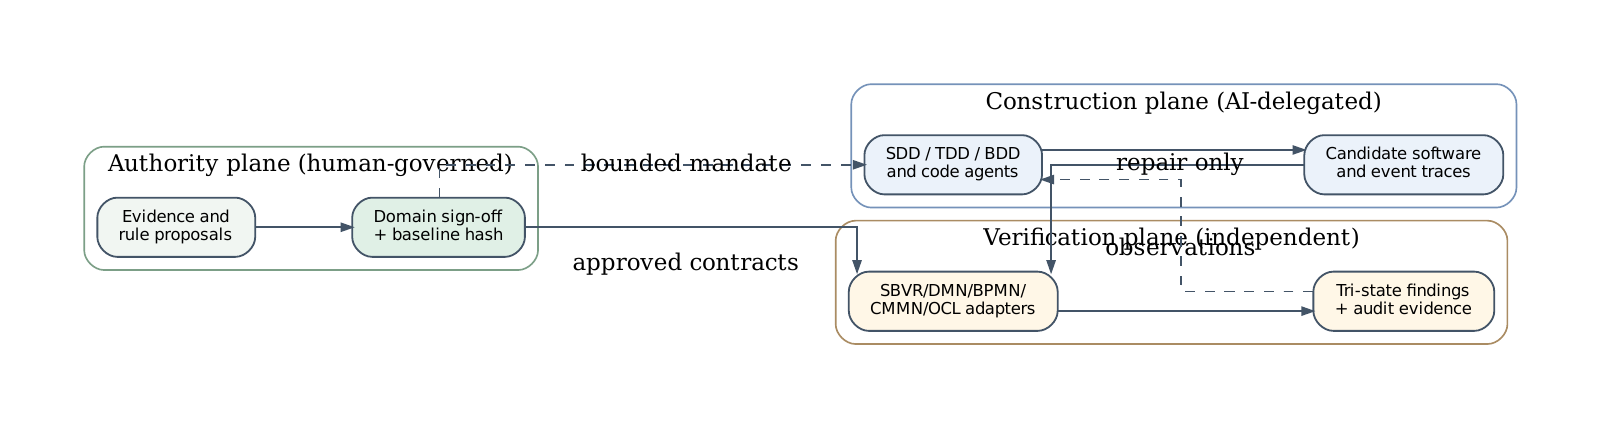 Authority plane (human-governed)
Evidence and
rule proposals
Domain sign-off
+ baseline hash
bounded mandate
approved contracts
Construction plane (AI-delegated)
SDD / TDD / BDD
and code agents
repair only
Candidate software
and event traces
Verification plane (independent)
observations
SBVR/DMN/BPMN/
CMMN/OCL adapters
Tri-state findings
+ audit evidence